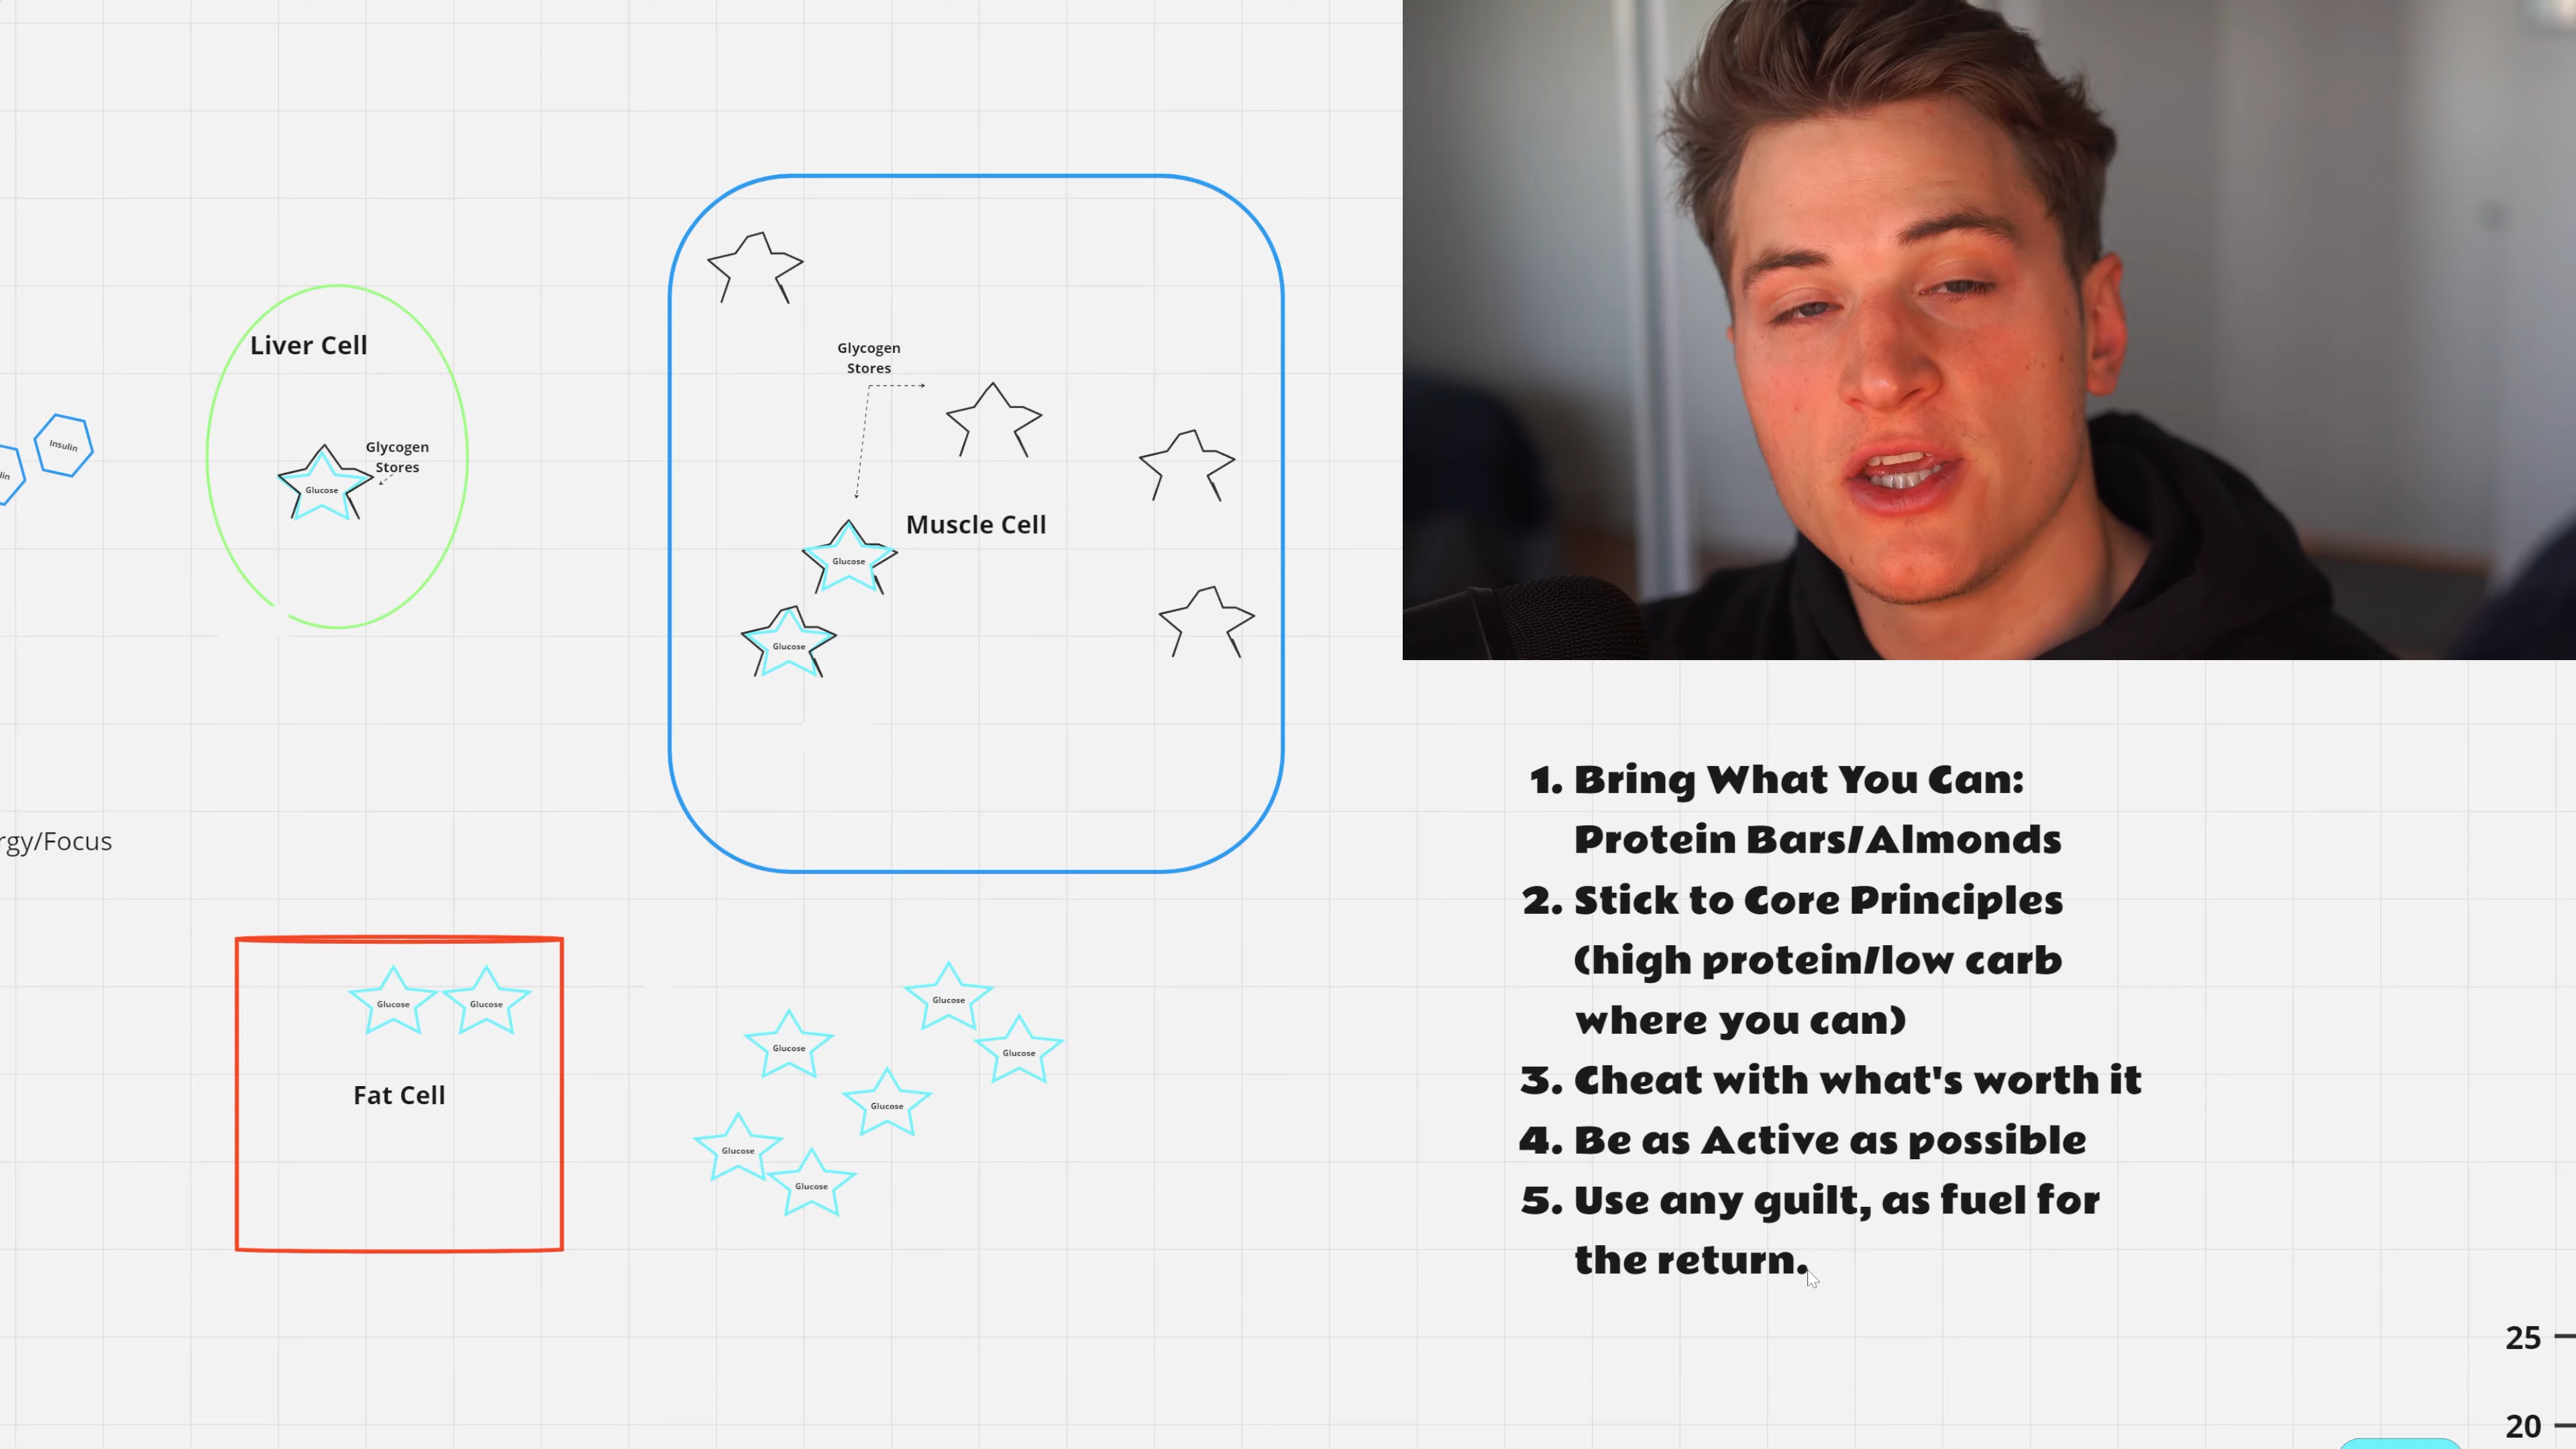 Liver Cell
Glycogen
Stores
Glucose
Insulin
lin
Glycogen
Stores
Muscle Cell
Glucose
Glucose
rgy/Focus
Glucose
Glucose
Fat Cell
Glucose
Glucose
Glucose
Glucose
Glucose
Glucose
1. Bring What You Can:
Protein Bars/Almonds
2. Stick to Core Principles
(high protein/low carb
where you can)
3. Cheat with what's worth it
4. Be as Active as possible
5. Use any guilt, as fuel for
the return.
25
20